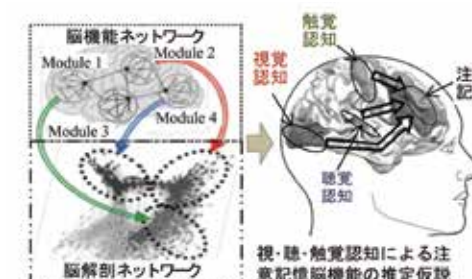 脳機能ネットワーク
Module 1
Module 2
Module 3
Module 4
脳解剖ネットワーク
触覚
認知
視覚
認知
聴覚
認知
注
記
視・聴・触覚認知による注
意記憶脳機能の推定仮説